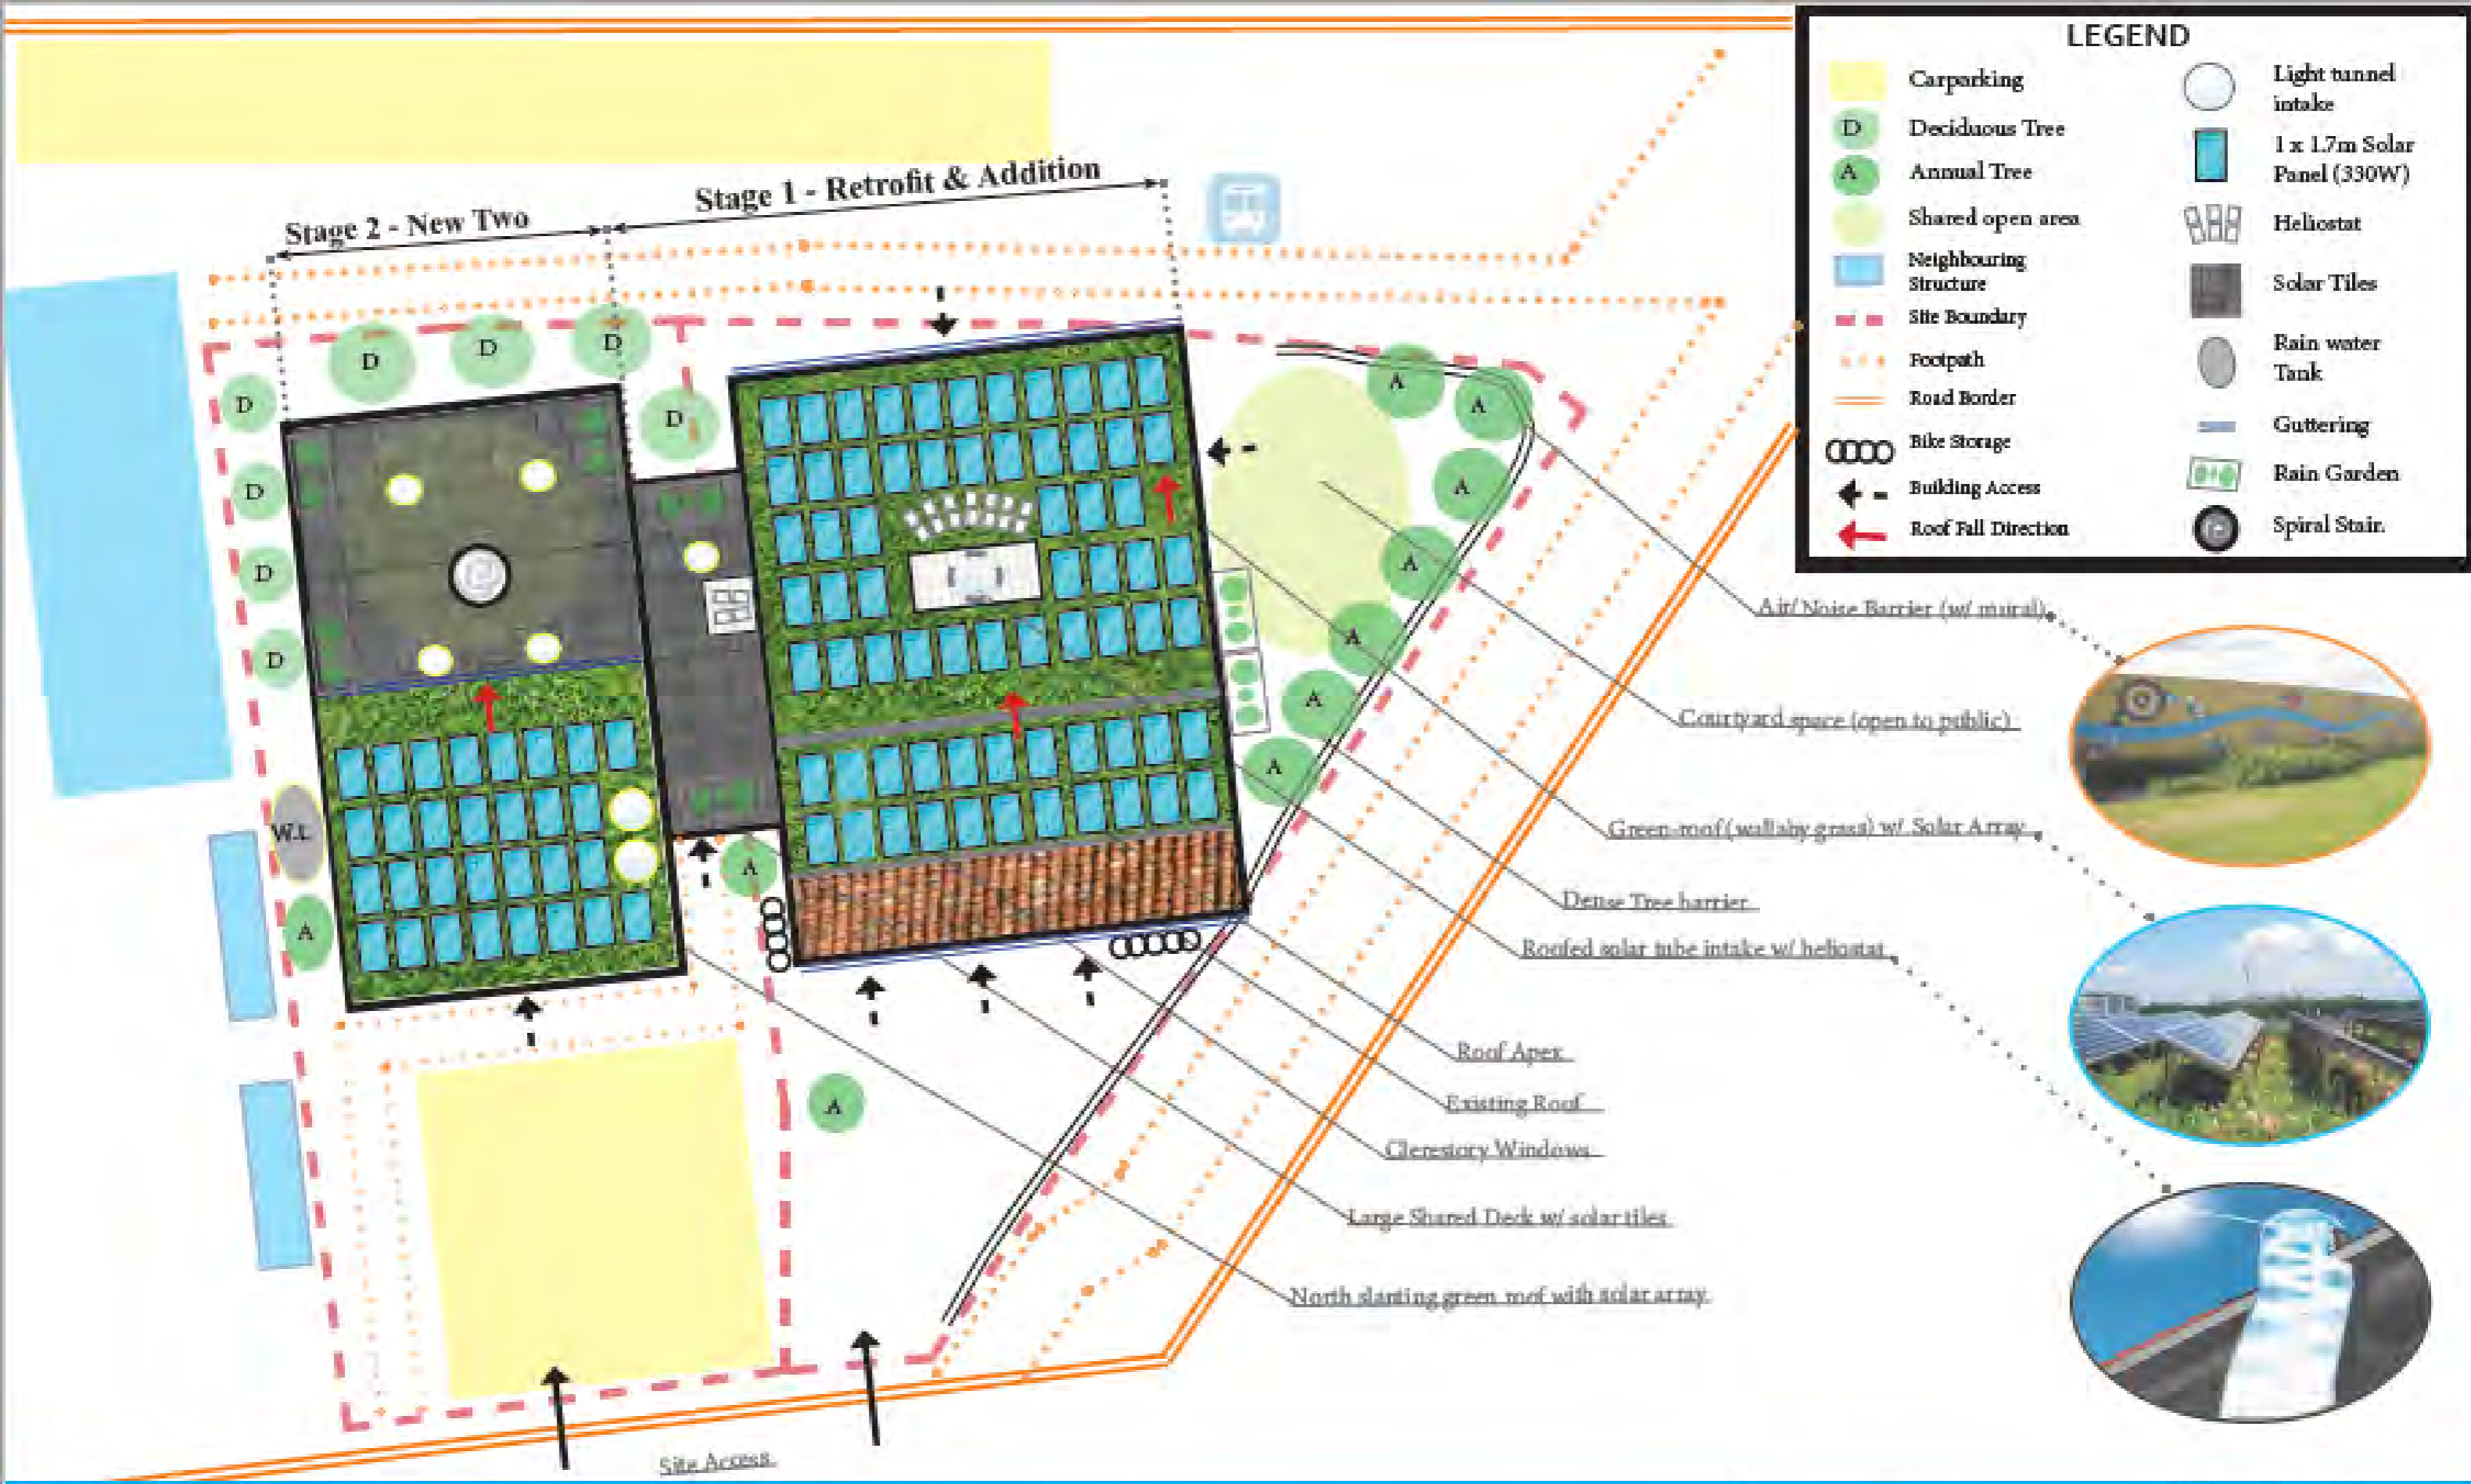 LEGEND
Carparking
D
Deciduous Tree
A
Annual Tree
Shared open area
Neighbouring
Structure
Site Boundary
Footpath
Road Border
Bike Storage
Building Access
Roof Fall Direction
Light tunnel
intake
1 x 1.7m Solar
Panel (330W)
Heliostat
Solar Tiles
Rain water
Tank
Guttering
Rain Garden
Spiral Stair.
Stage 1 - Retrofit & Addition
Stage 2 - New Two
D
D
D
D
D
D
D
D
A
A
A
A
A
A
A
W.t.
A
A
A
Air/ Noise Barrier (w/ mural)
Courtyard space (open to public)
Green-roof (wallaby grass) w/ Solar Array
Dense Tree barrier
Roofed solar tube intake w/ heliostat
Roof Apex
Existing Roof
Clerestory Windows
Large Shared Deck w/ solar tiles
North slanting green roof with solar array
Site Access